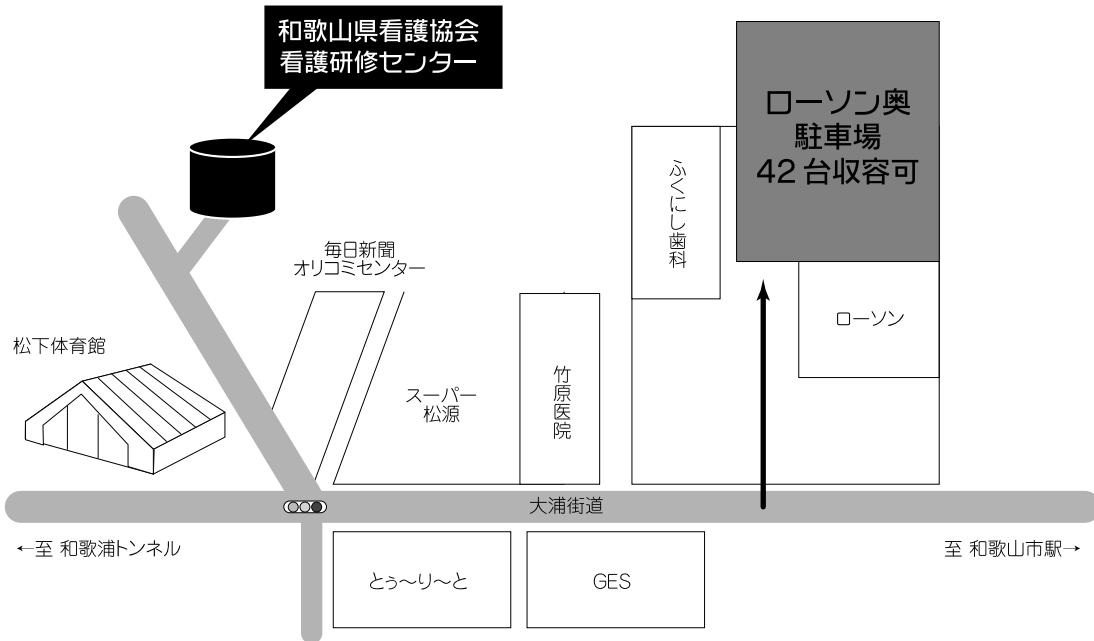 和歌山県看護協会
看護研修センター
ローソン奥
駐車場
42台収容可
ふくにし歯科
毎日新聞
オリコミセンター
ローソン
松下体育館
スーパー
松源
竹原医院
大浦街道
←至 和歌浦トンネル
至 和歌山市駅→
とぅ〜り〜と
GES